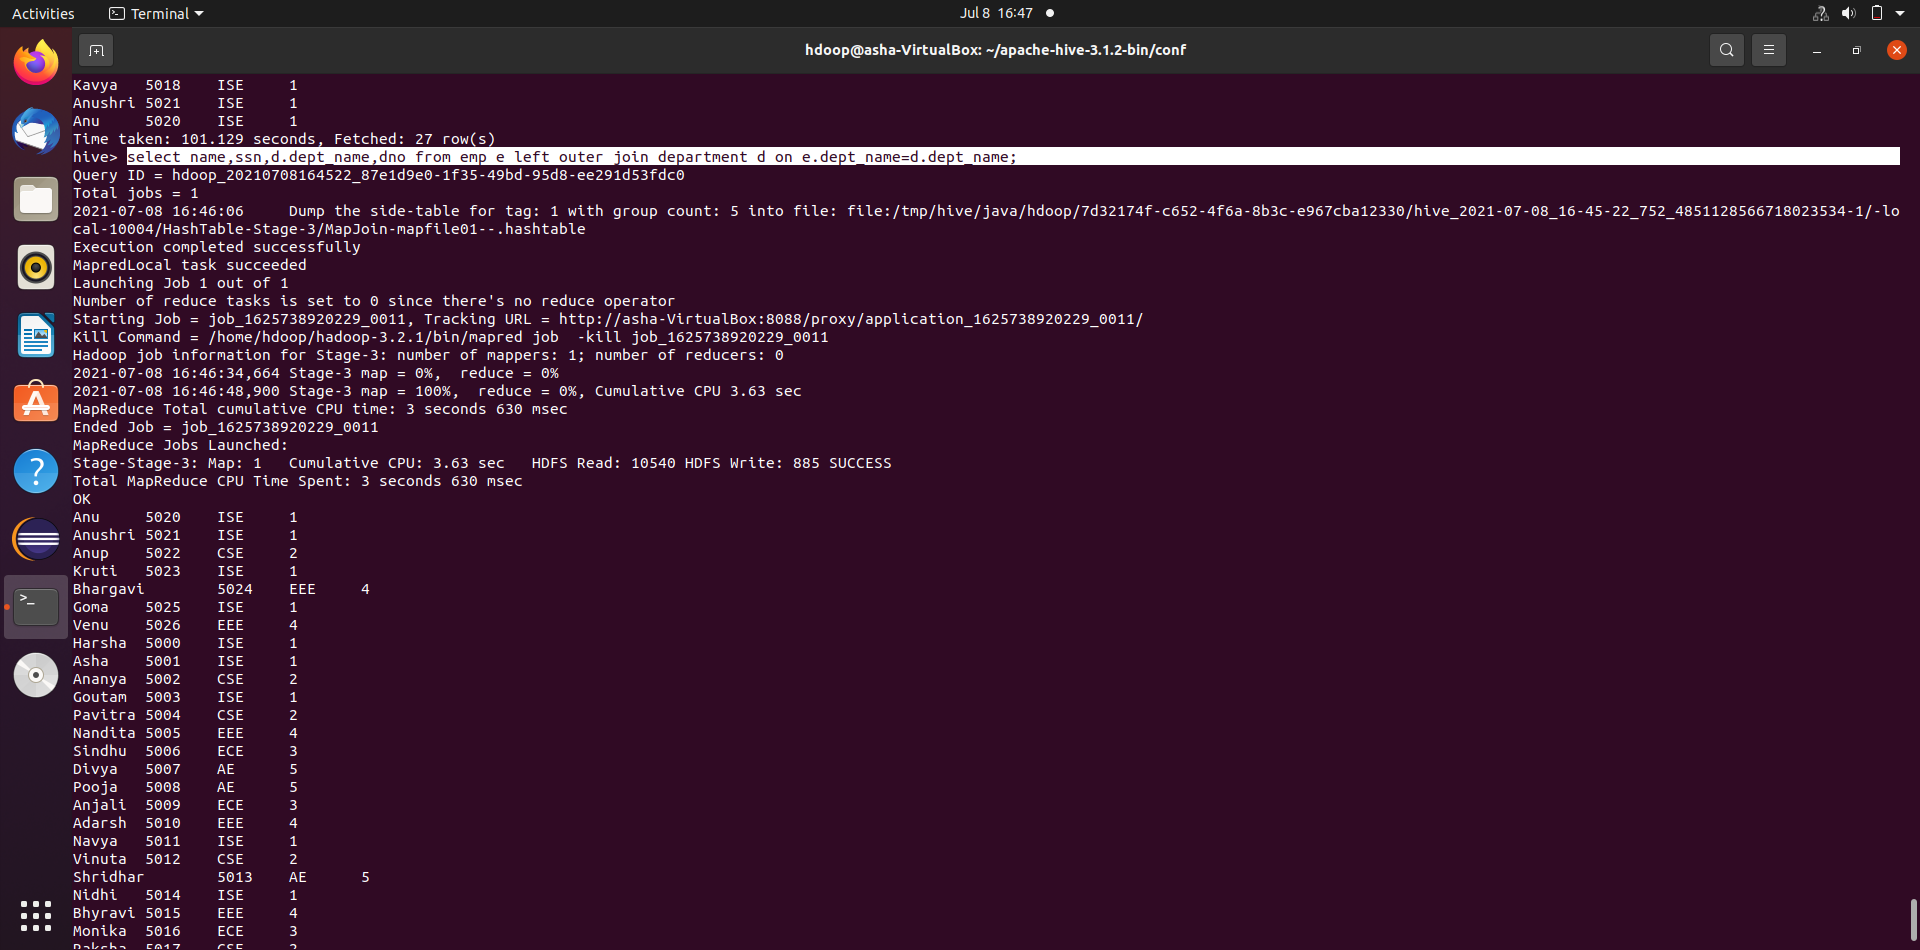 Activities
Terminal
Jul 8 16:47
hdoop@asha-VirtualBox: ~/apache-hive-3.1.2-bin/conf
Kavya 5018 ISE 1
Anushri 5021 ISE 1
Anu 5020 ISE 1
Time taken: 101.129 seconds, Fetched: 27 row(s)
hive> select name,ssn,d.dept_name,dno from emp e left outer join department d on e.dept_name=d.dept_name;
Query ID = hdoop_20210708164522_87e1d9e0-1f35-49bd-95d8-ee291d53fdc0
Total jobs = 1
2021-07-08 16:46:06 Dump the side-table for tag: 1 with group count: 5 into file: file:/tmp/hive/java/hdoop/7d32174f-c652-4f6a-8b3c-e967cba12330/hive_2021-07-08_16-45-22_752_4851128566718023534-1/-lo
cal-10004/HashTable-Stage-3/MapJoin-mapfile01--.hashtable
Execution completed successfully
MapredLocal task succeeded
Launching Job 1 out of 1
Number of reduce tasks is set to 0 since there's no reduce operator
Starting Job = job_1625738920229_0011, Tracking URL = http://asha-VirtualBox:8088/proxy/application_1625738920229_0011/
Kill Command = /home/hdoop/hadoop-3.2.1/bin/mapred job  -kill job_1625738920229_0011
Hadoop job information for Stage-3: number of mappers: 1; number of reducers: 0
2021-07-08 16:46:34,664 Stage-3 map = 0%,  reduce = 0%
2021-07-08 16:46:48,900 Stage-3 map = 100%,  reduce = 0%, Cumulative CPU 3.63 sec
MapReduce Total cumulative CPU time: 3 seconds 630 msec
Ended Job = job_1625738920229_0011
MapReduce Jobs Launched:
Stage-Stage-3: Map: 1   Cumulative CPU: 3.63 sec   HDFS Read: 10540 HDFS Write: 885 SUCCESS
Total MapReduce CPU Time Spent: 3 seconds 630 msec
OK
Anu 5020 ISE 1
Anushri 5021 ISE 1
Anup 5022 CSE 2
Kruti 5023 ISE 1
Bhargavi 5024 EEE 4
Goma 5025 ISE 1
Venu 5026 EEE 4
Harsha 5000 ISE 1
Asha 5001 ISE 1
Ananya 5002 CSE 2
Goutam 5003 ISE 1
Pavitra 5004 CSE 2
Nandita 5005 EEE 4
Sindhu 5006 ECE 3
Divya 5007 AE 5
Pooja 5008 AE 5
Anjali 5009 ECE 3
Adarsh 5010 EEE 4
Navya 5011 ISE 1
Vinuta 5012 CSE 2
Shridhar 5013 AE 5
Nidhi 5014 ISE 1
Bhyravi 5015 EEE 4
Monika 5016 ECE 3
Raksha 5017 CSE 2